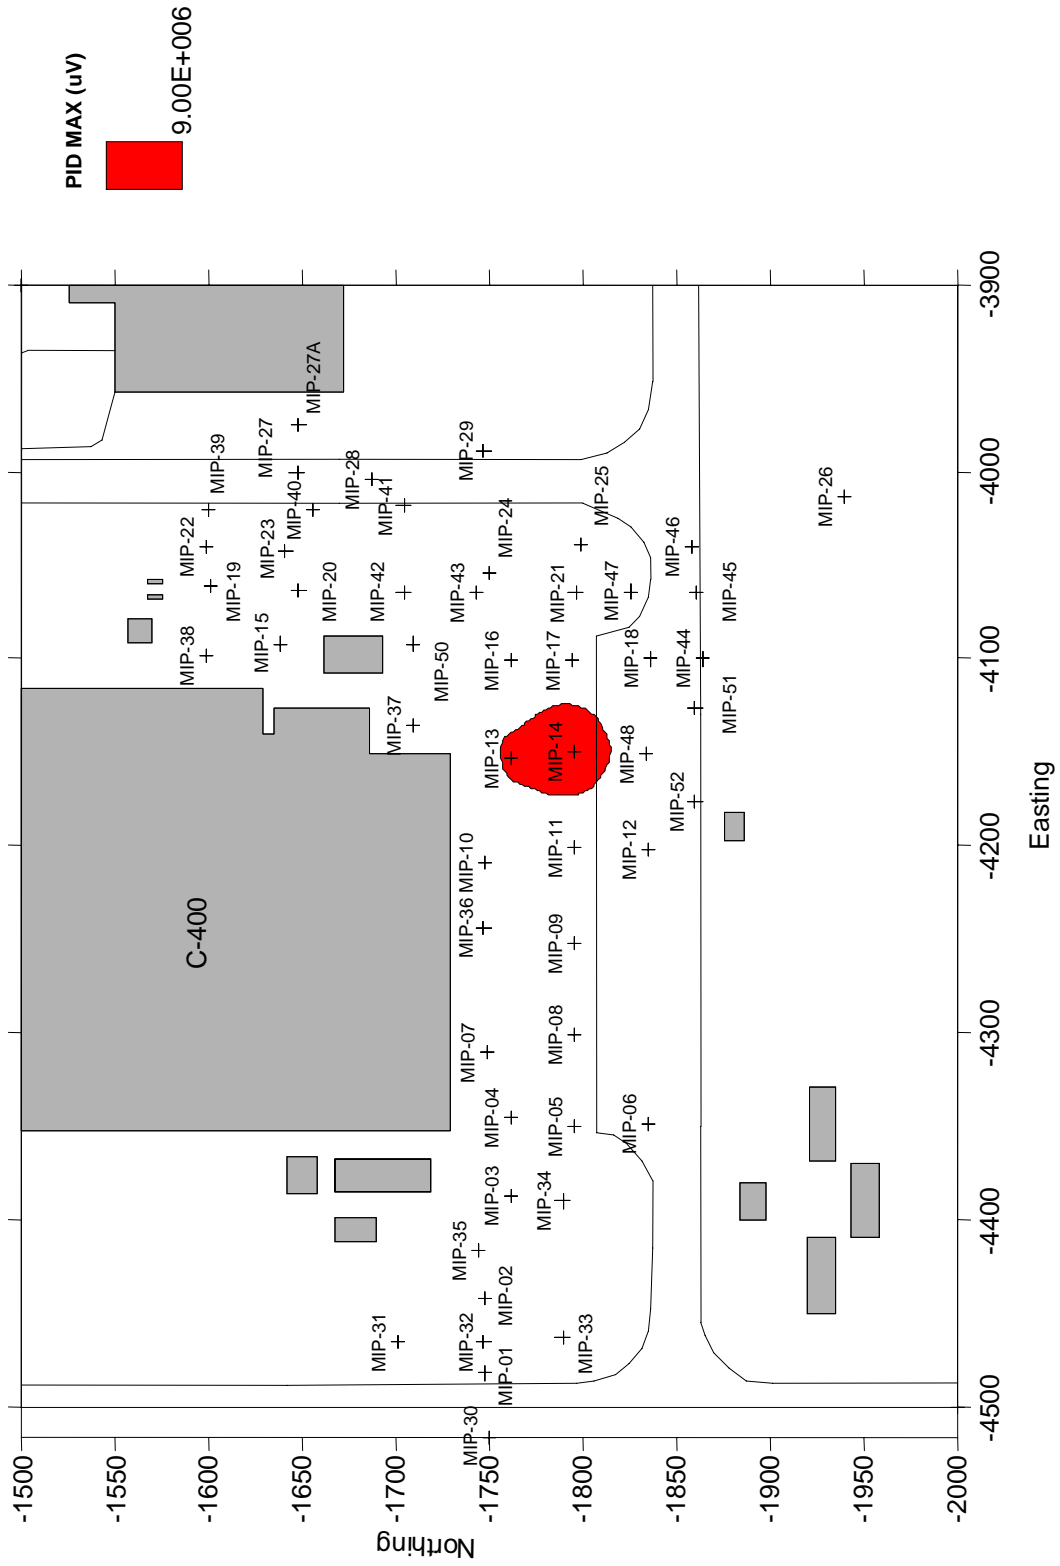 PID MAX (uV)
9.00E+006
C-400
MIP-38
MIP-22
MIP-39
MIP-19
MIP-15
MIP-23
MIP-40
MIP-27
MIP-27A
MIP-20
MIP-28
MIP-41
MIP-42
MIP-37
MIP-50
MIP-43
MIP-24
MIP-29
MIP-31
MIP-30
MIP-01
MIP-32
MIP-02
MIP-35
MIP-03
MIP-04
MIP-07
MIP-36
MIP-10
MIP-13
MIP-16
MIP-33
MIP-34
MIP-05
MIP-08
MIP-09
MIP-11
MIP-14
MIP-17
MIP-21
MIP-25
MIP-06
MIP-12
MIP-48
MIP-18
MIP-47
MIP-52
MIP-51
MIP-44
MIP-45
MIP-46
MIP-26
Northing
-1500
-1550
-1600
-1650
-1700
-1750
-1800
-1850
-1900
-1950
-2000
-4500
-4400
-4300
-4200
-4100
-4000
-3900
Easting